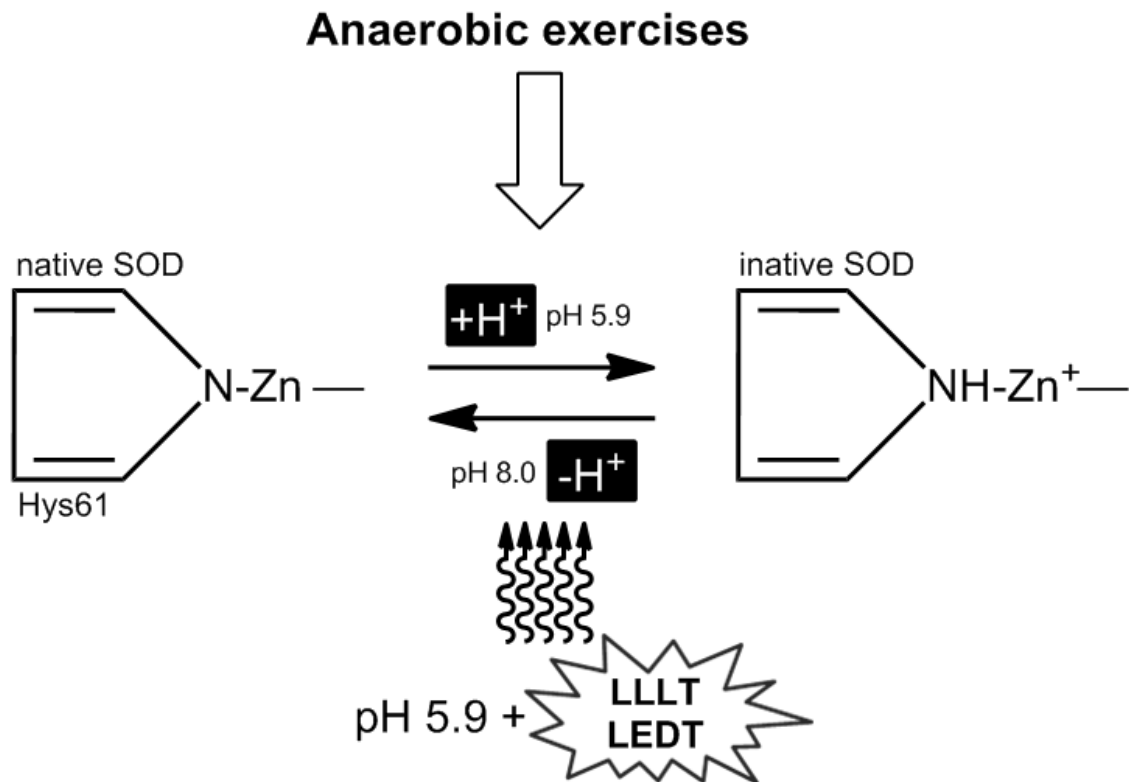 Anaerobic exercises
native SOD
inative SOD
+H⁺ pH 5.9
N-Zn
NH-Zn⁺
pH 8.0 -H⁺
Hys61
LLLT
pH 5.9 +
LEDT